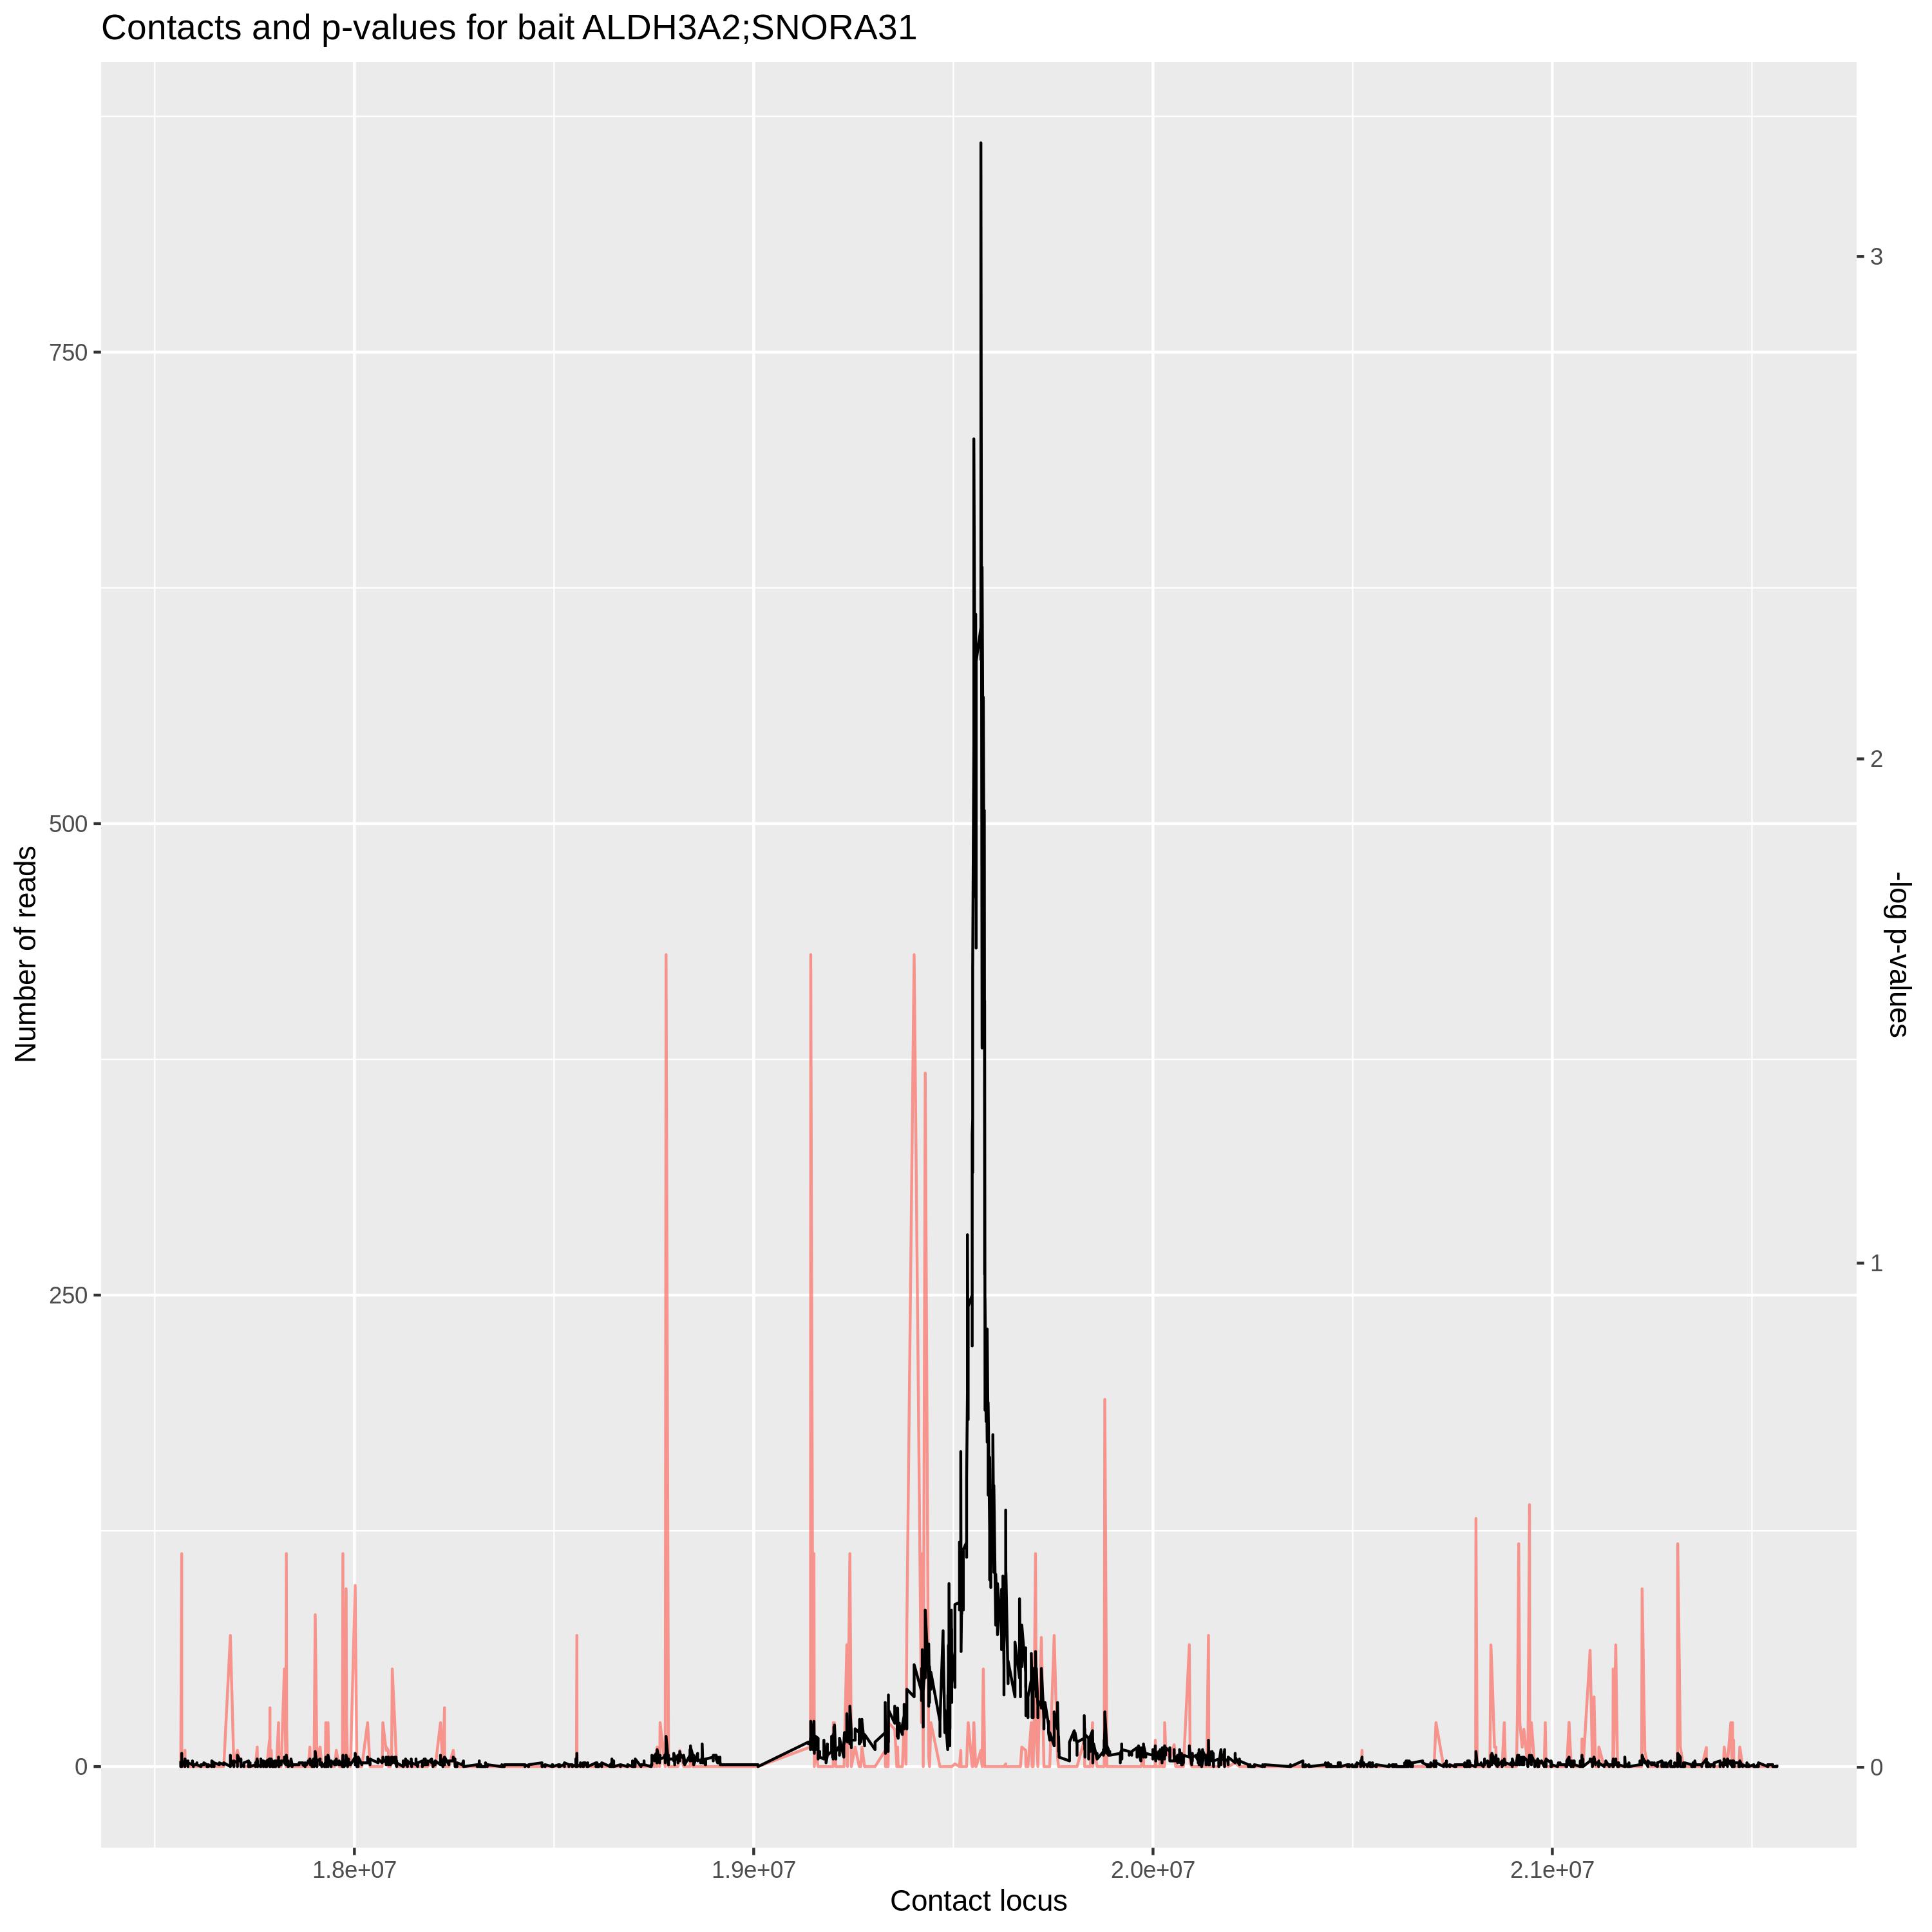 Contacts and p-values for bait ALDH3A2;SNORA31
Number of reads
750
500
250
0
3
2
1
0
-log p-values
1.8e+07
1.9e+07
2.0e+07
2.1e+07
Contact locus